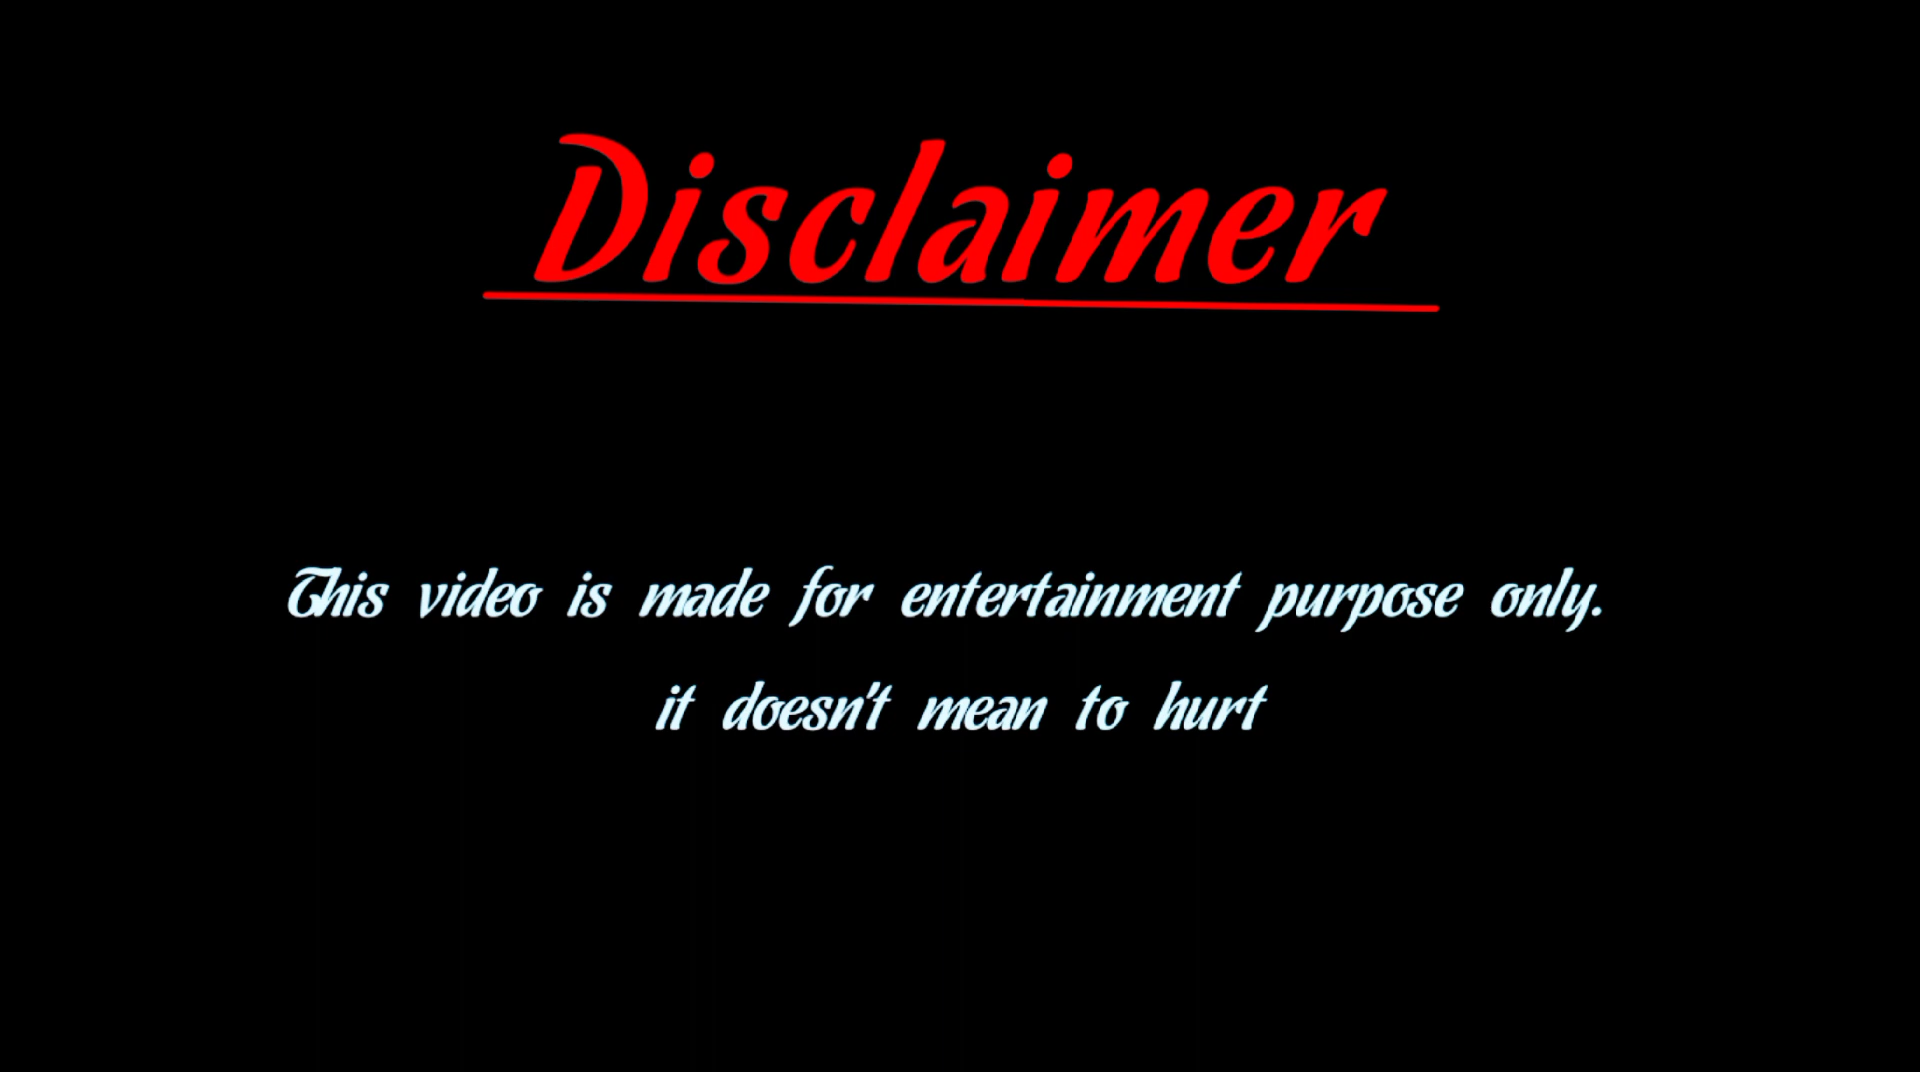 Disclaimer
This video is made for entertainment purpose only.
it doesn't mean to hurt